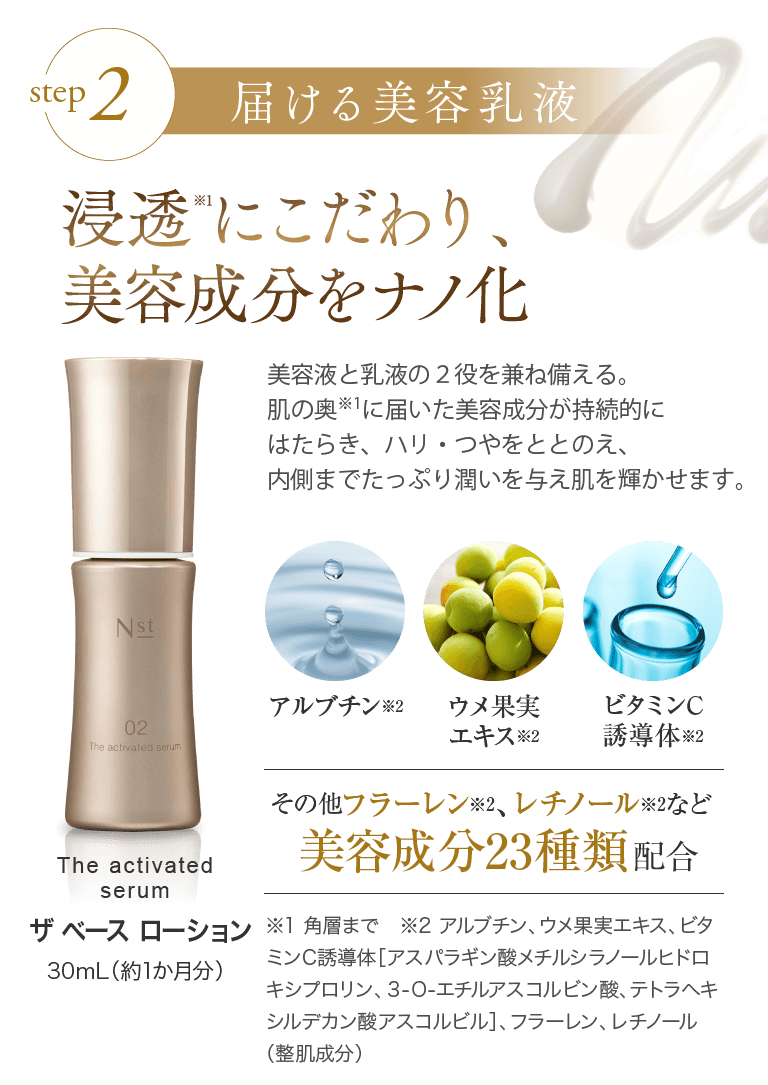 step 2
届ける美容乳液
浸透※1にこだわり、
美容成分をナノ化
美容液と乳液の２役を兼ね備える。
肌の奥※1に届いた美容成分が持続的に
はたらき、ハリ・つやをととのえ、
内側までたっぷり潤いを与え肌を輝かせます。
Nst
02
The activated serum
アルブチン※2
ウメ果実
エキス※2
ビタミンC
誘導体※2
その他フラーレン※2、レチノール※2など
美容成分23種類配合
The activated
serum
ザ ベース ローション
30mL（約1か月分）
※1 角層まで　※2 アルブチン、ウメ果実エキス、ビタ
ミンC誘導体［アスパラギン酸メチルシラノールヒドロ
キシプロリン、3-O-エチルアスコルビン酸、テトラヘキ
シルデカン酸アスコルビル］、フラーレン、レチノール
（整肌成分）